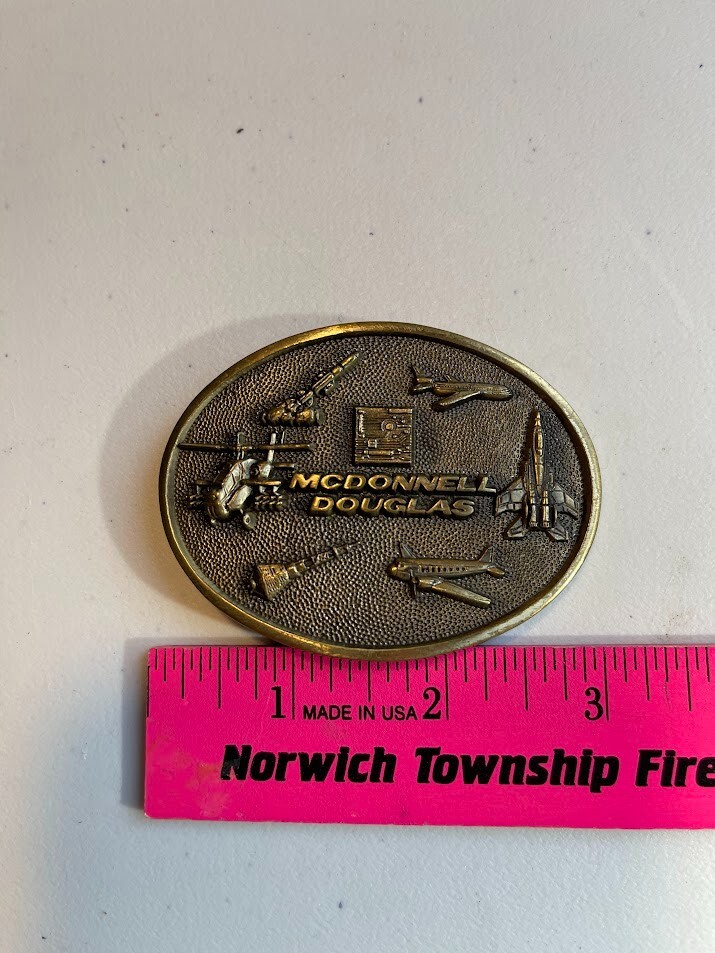 MCDONNELL
DOUGLAS
1 MADE IN USA 2 3
Norwich Township Fire